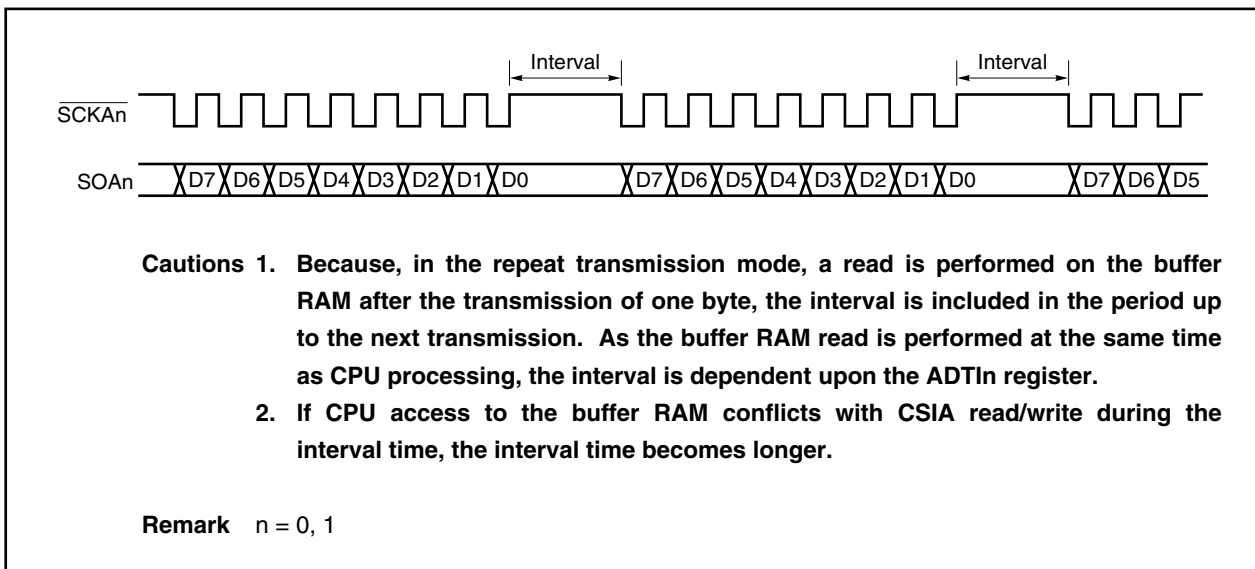 Interval Interval
SCKAn
SOAn D7 D6 D5 D4 D3 D2 D1 D0 D7 D6 D5 D4 D3 D2 D1 D0 D7 D6 D5
Cautions 1. Because, in the repeat transmission mode, a read is performed on the buffer
RAM after the transmission of one byte, the interval is included in the period up
to the next transmission. As the buffer RAM read is performed at the same time
as CPU processing, the interval is dependent upon the ADTIn register.
2. If CPU access to the buffer RAM conflicts with CSIA read/write during the
interval time, the interval time becomes longer.
Remark n = 0, 1